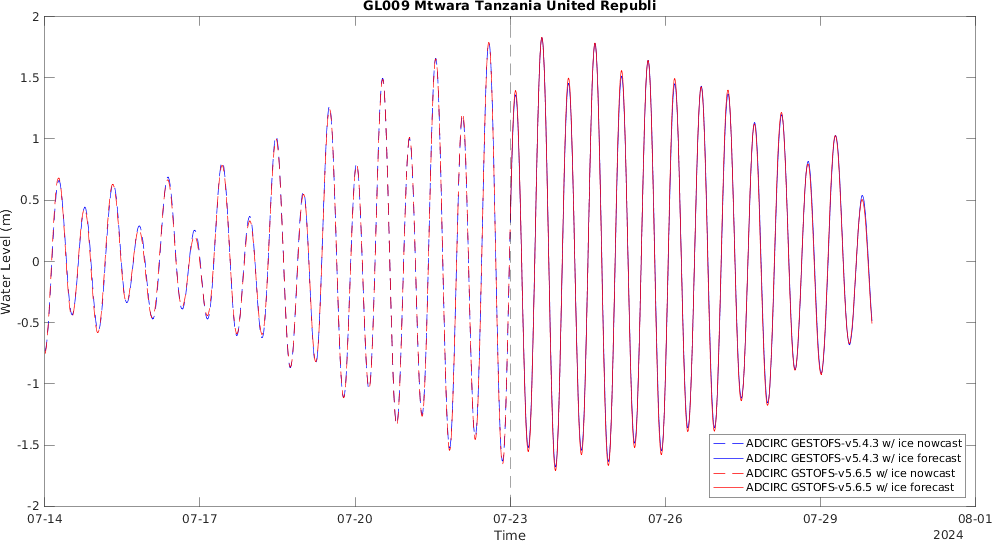 GL009 Mtwara Tanzania United Republi
2
1.5
1
0.5
0
-0.5
-1
-1.5
-2
Water Level (m)
ADCIRC GESTOFS-v5.4.3 w/ ice nowcast
ADCIRC GESTOFS-v5.4.3 w/ ice forecast
ADCIRC GSTOFS-v5.6.5 w/ ice nowcast
ADCIRC GSTOFS-v5.6.5 w/ ice forecast
07-14 07-17 07-20 07-23 07-26 07-29 08-01
Time
2024